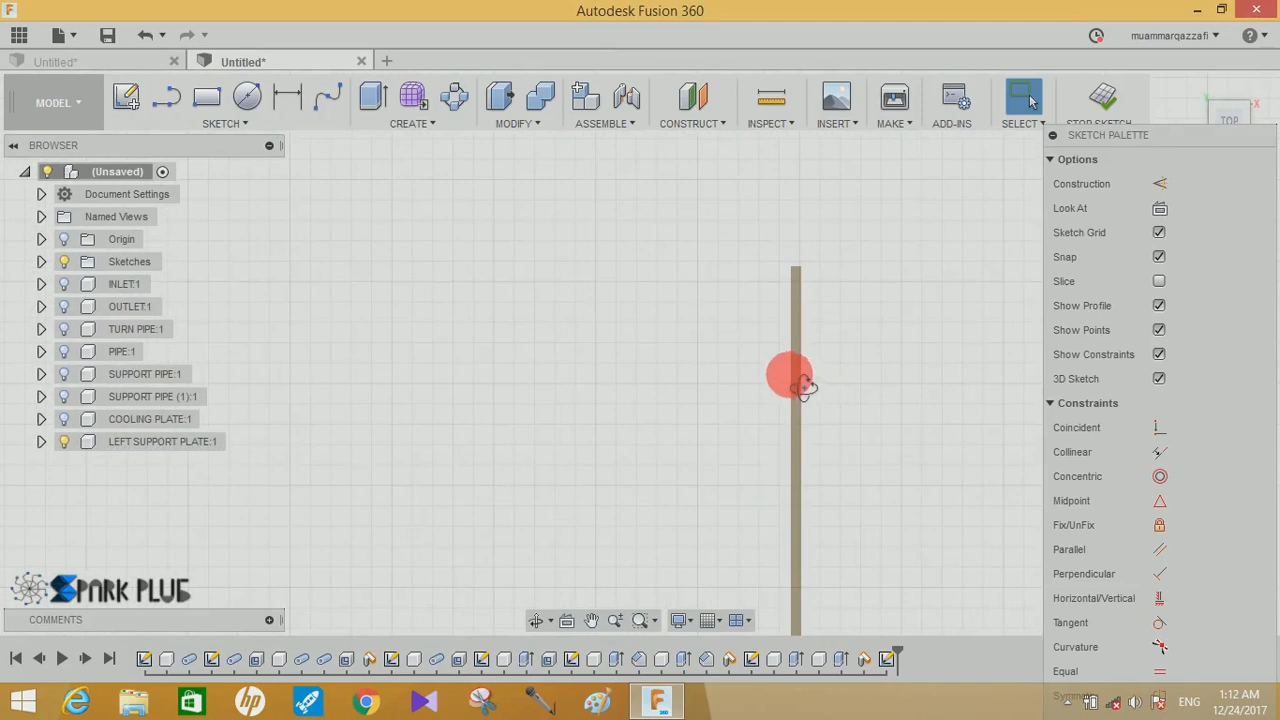 Autodesk Fusion 360
muammarqazzafi
Untitled*
Untitled*
MODEL
SKETCH
CREATE
MODIFY
ASSEMBLE
CONSTRUCT
INSPECT
INSERT
MAKE
ADD-INS
SELECT
STOP SKETCH
TOP
X
BROWSER
(Unsaved)
Document Settings
Named Views
Origin
Sketches
INLET:1
OUTLET:1
TURN PIPE:1
PIPE:1
SUPPORT PIPE:1
SUPPORT PIPE (1):1
COOLING PLATE:1
LEFT SUPPORT PLATE:1
SKETCH PALETTE
Options
Construction
Look At
Sketch Grid
Snap
Slice
Show Profile
Show Points
Show Constraints
3D Sketch
Constraints
Coincident
Collinear
Concentric
Midpoint
Fix/UnFix
Parallel
Perpendicular
Horizontal/Vertical
Tangent
Curvature
Equal
SPARK PLUG
COMMENTS
ENG
1:12 AM
12/24/2017